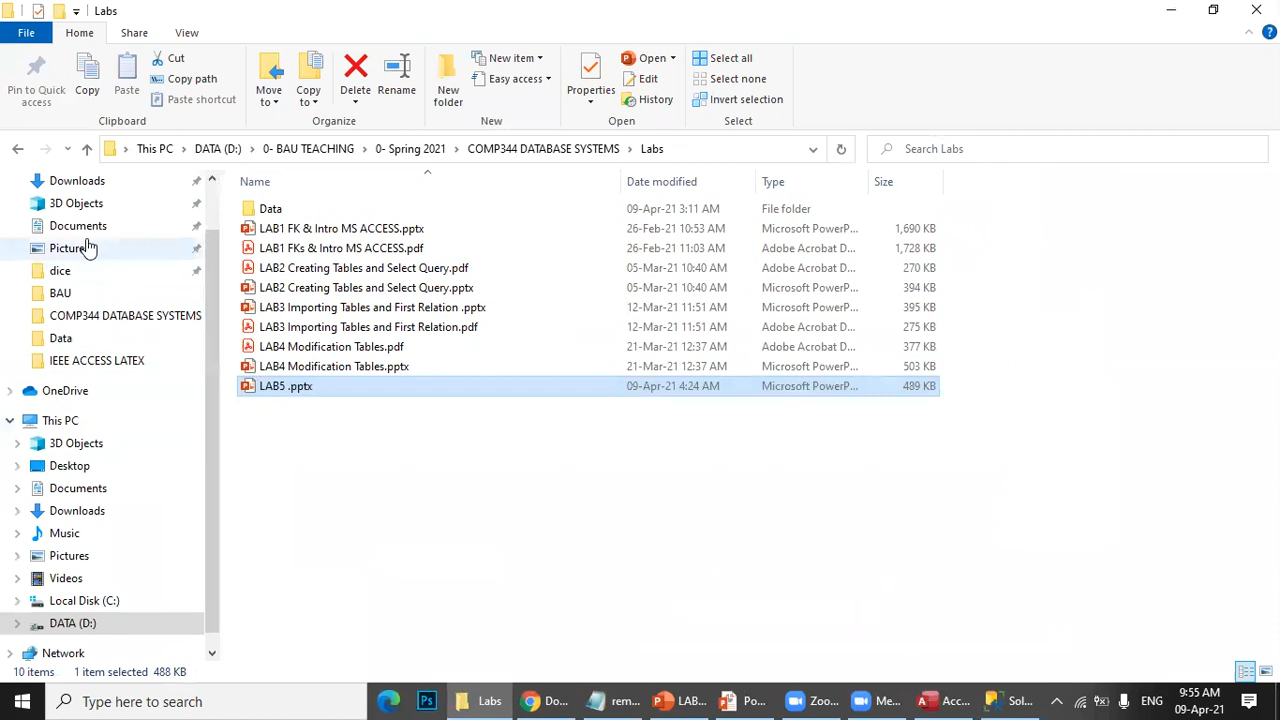 Labs
File Home Share View
Pin to Quick access
Copy
Paste
Cut
Copy path
Paste shortcut
Clipboard
Move to
Copy to
Delete
Rename
Organize
New folder
New item
Easy access
New
Properties
Open
Edit
History
Open
Select all
Select none
Invert selection
Select
This PC DATA (D:) 0- BAU TEACHING 0- Spring 2021 COMP344 DATABASE SYSTEMS Labs
Search Labs
Downloads
3D Objects
Documents
Pictures
dice
BAU
COMP344 DATABASE SYSTEMS
Data
IEEE ACCESS LATEX
OneDrive
This PC
3D Objects
Desktop
Documents
Downloads
Music
Pictures
Videos
Local Disk (C:)
DATA (D:)
Network
Name Date modified Type Size
Data 09-Apr-21 3:11 AM File folder
LAB1 FK & Intro MS ACCESS.pptx 26-Feb-21 10:53 AM Microsoft PowerP... 1,690 KB
LAB1 FKs & Intro MS ACCESS.pdf 26-Feb-21 11:03 AM Adobe Acrobat D... 1,728 KB
LAB2 Creating Tables and Select Query.pdf 05-Mar-21 10:40 AM Adobe Acrobat D... 270 KB
LAB2 Creating Tables and Select Query.pptx 05-Mar-21 10:40 AM Microsoft PowerP... 394 KB
LAB3 Importing Tables and First Relation .pptx 12-Mar-21 11:51 AM Microsoft PowerP... 395 KB
LAB3 Importing Tables and First Relation.pdf 12-Mar-21 11:51 AM Adobe Acrobat D... 275 KB
LAB4 Modification Tables.pdf 21-Mar-21 12:37 AM Adobe Acrobat D... 377 KB
LAB4 Modification Tables.pptx 21-Mar-21 12:37 AM Microsoft PowerP... 503 KB
LAB5 .pptx 09-Apr-21 4:24 AM Microsoft PowerP... 489 KB
10 items 1 item selected 488 KB
Type here to search
Ps
Labs
Do...
rem...
LAB...
Po...
Zoo...
Me...
Acc...
Sol...
ENG
9:55 AM
09-Apr-21